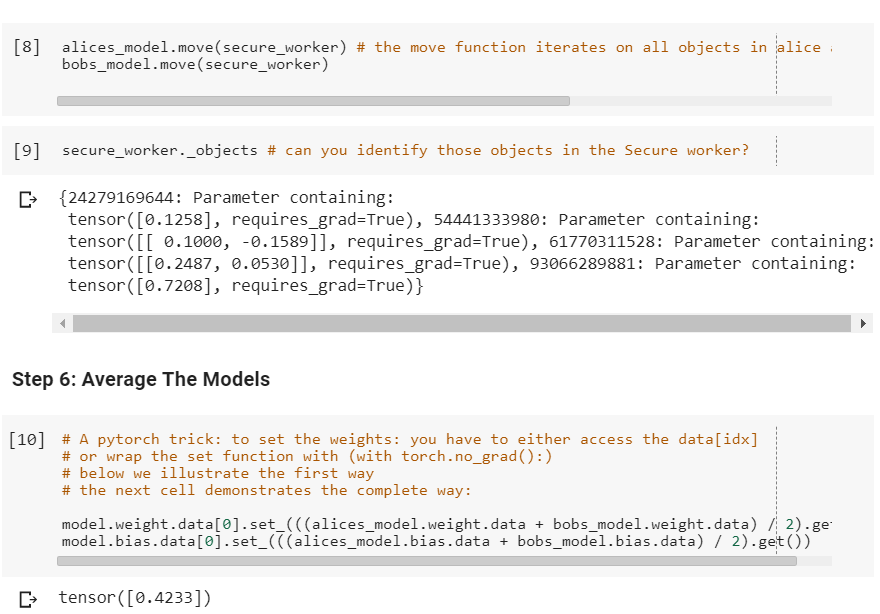 [8] alices_model.move(secure_worker) # the move function iterates on all objects in alice
bobs_model.move(secure_worker)
[9] secure_worker._objects # can you identify those objects in the Secure worker?
{24279169644: Parameter containing:
tensor([0.1258], requires_grad=True), 54441333980: Parameter containing:
tensor([[ 0.1000, -0.1589]], requires_grad=True), 61770311528: Parameter containing:
tensor([[0.2487, 0.0530]], requires_grad=True), 93066289881: Parameter containing:
tensor([0.7208], requires_grad=True)}
Step 6: Average The Models
[10] # A pytorch trick: to set the weights: you have to either access the data[idx]
# or wrap the set function with (with torch.no_grad():)
# below we illustrate the first way
# the next cell demonstrates the complete way:
model.weight.data[0].set_(((alices_model.weight.data + bobs_model.weight.data) / 2).ge
model.bias.data[0].set_(((alices_model.bias.data + bobs_model.bias.data) / 2).get())
tensor([0.4233])